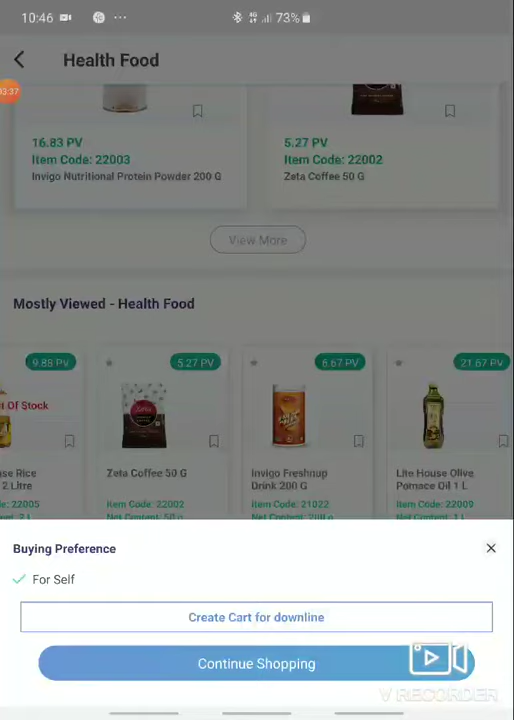 10:46
73%
Health Food
03:37
16.83 PV
5.27 PV
Item Code: 22003
Item Code: 22002
Invigo Nutritional Protein Powder 200 G
Zeta Coffee 50 G
View More
Mostly Viewed - Health Food
9.88 PV
5.27 PV
6.67 PV
21.67 PV
t Of Stock
se Rice
2 Litre
Zeta Coffee 50 G
Invigo Freshnup
Drink 200 G
Lite House Olive
Pomace Oil 1 L
e: 22005
Item Code: 22002
Item Code: 21022
Item Code: 22009
Net Content: 50 g
Net Content: 200 g
Net Content: 1 L
Buying Preference
For Self
Create Cart for downline
Continue Shopping
V RECORDER